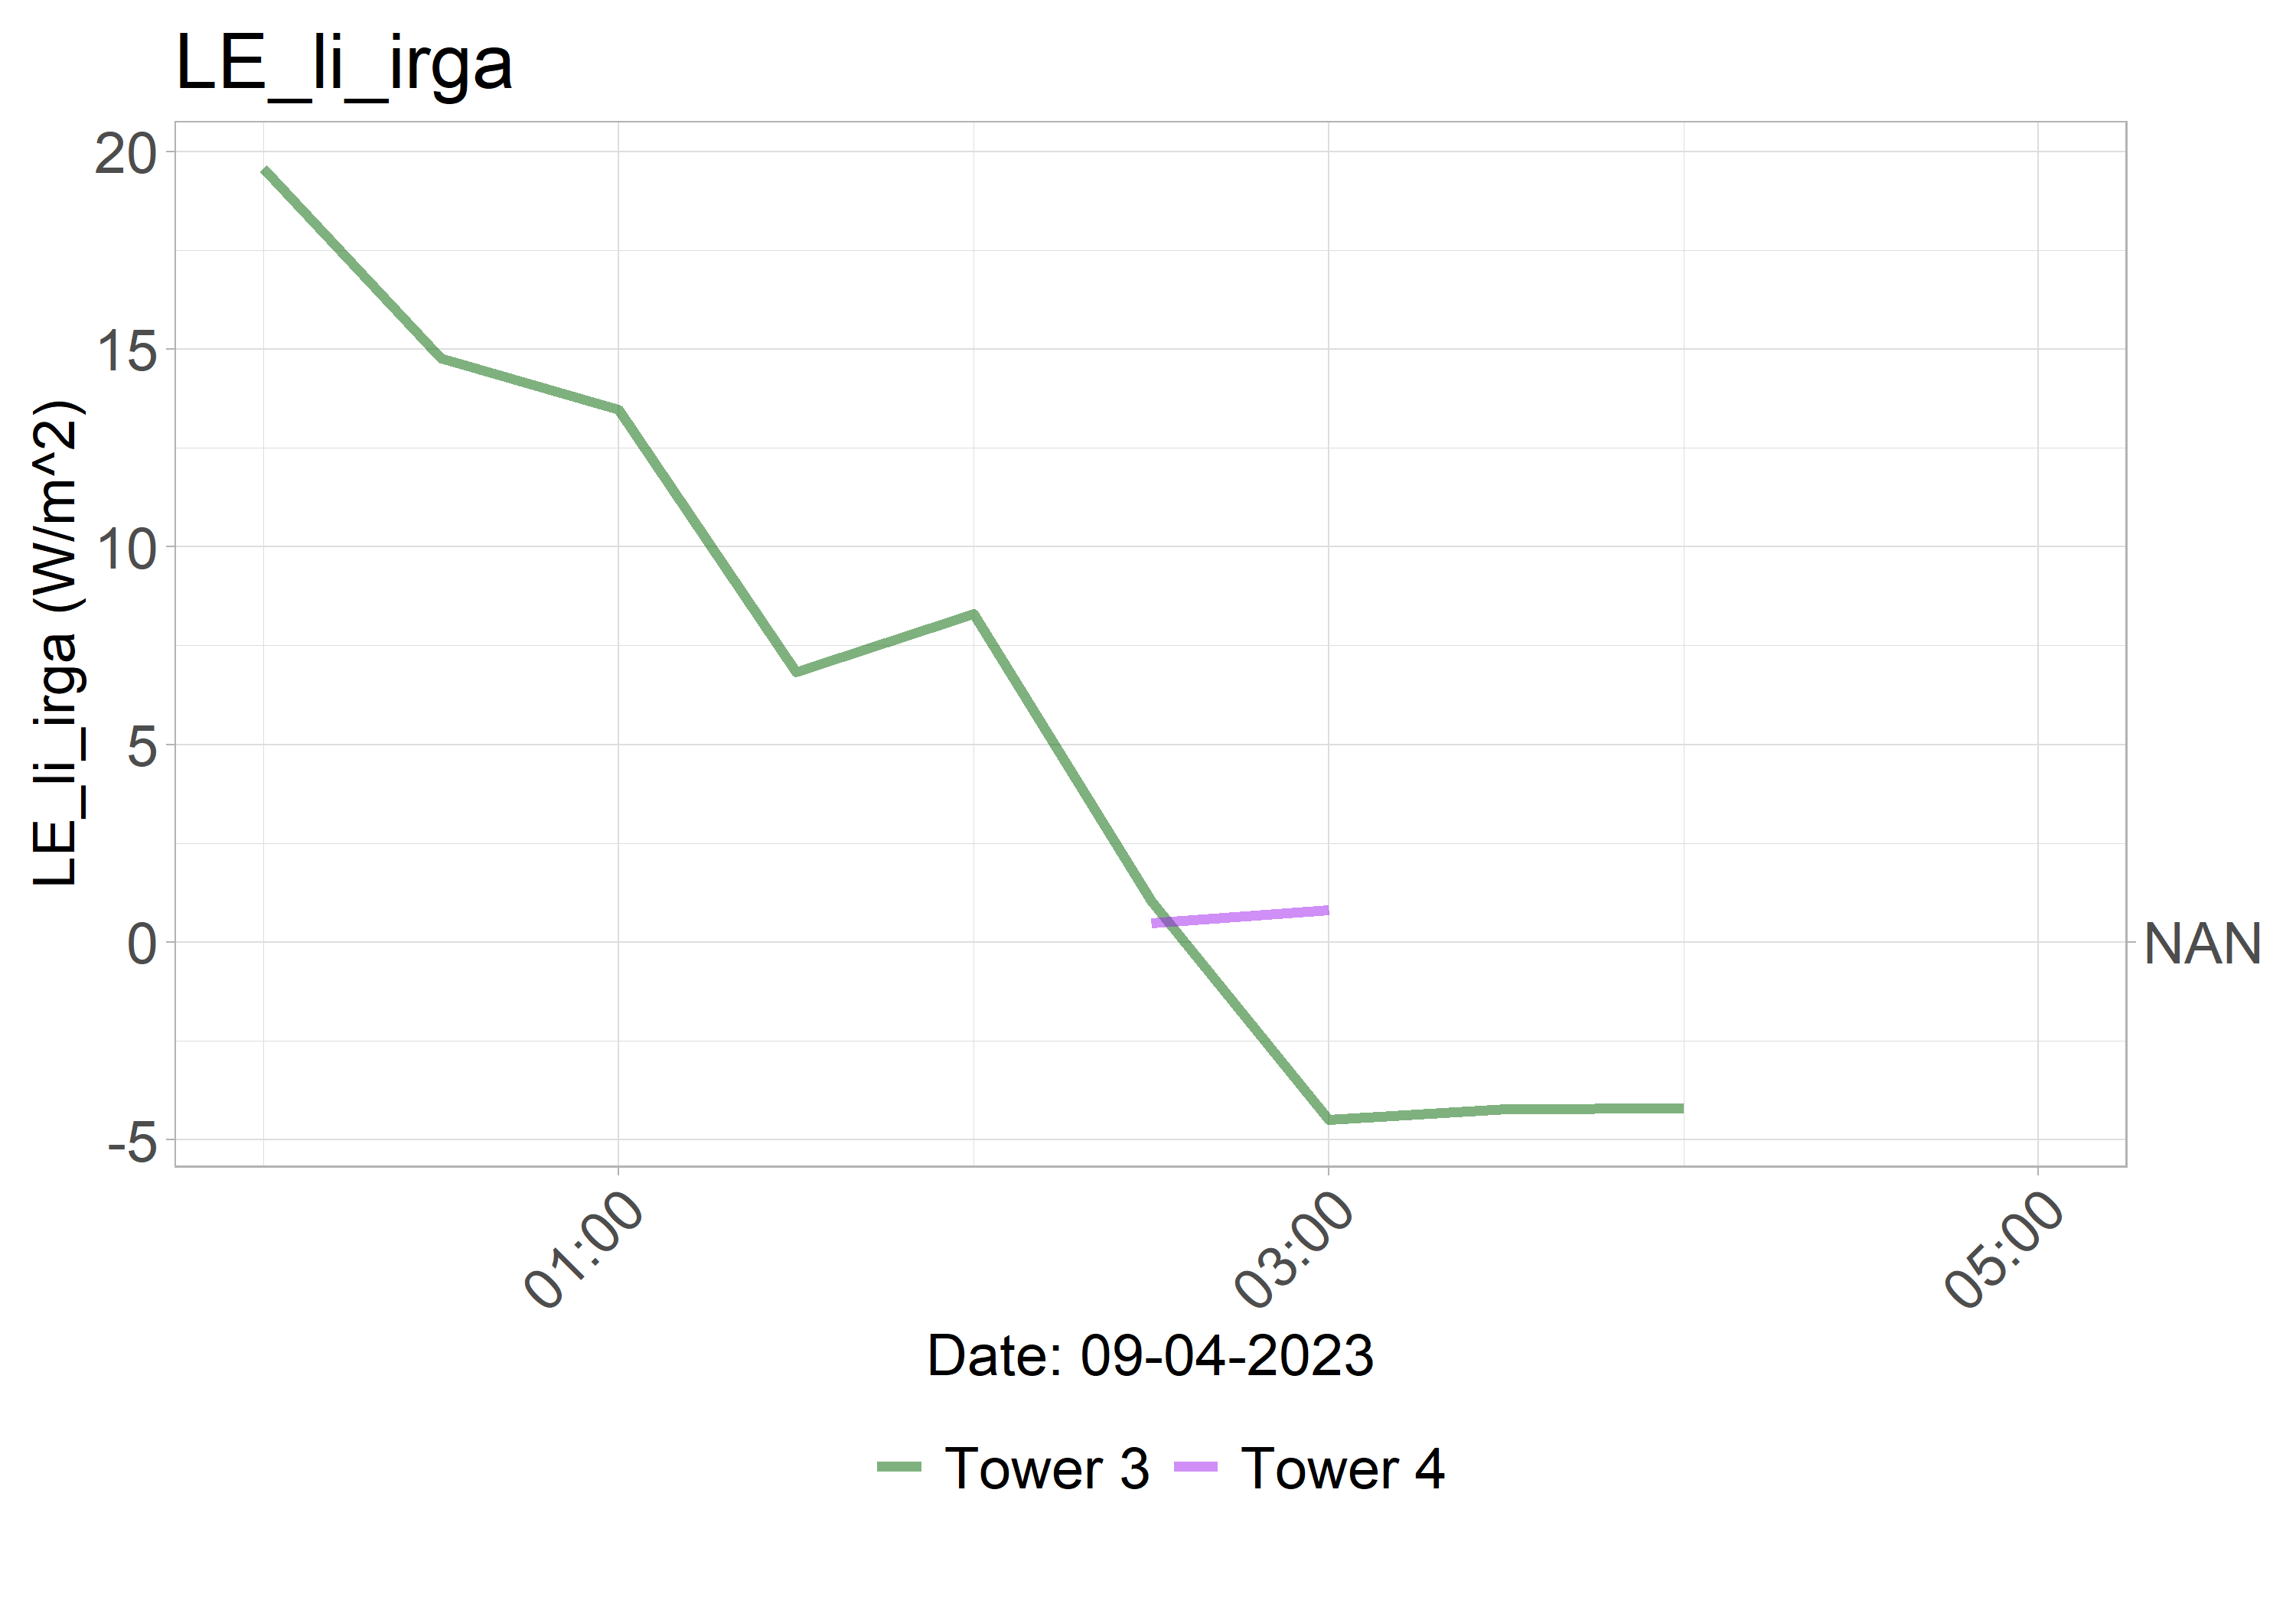 LE_li_irga
LE_li_irga (W/m^2)
20
15
10
5
0
-5
NAN
01:00
03:00
05:00
Date: 09-04-2023
Tower 3
Tower 4